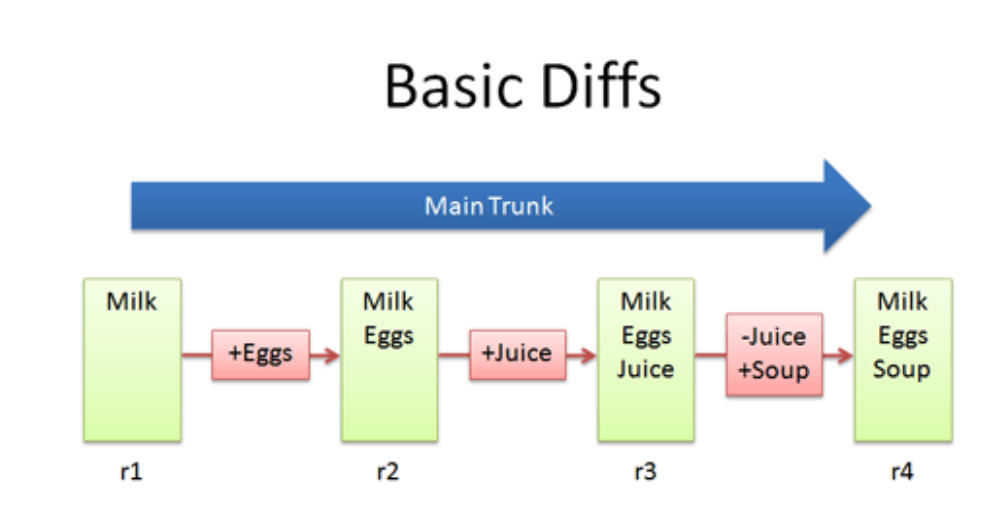 Basic Diffs
Main Trunk
Milk
+Eggs
Milk
Eggs
+Juice
Milk
Eggs
Juice
-Juice
+Soup
Milk
Eggs
Soup
r1
r2
r3
r4